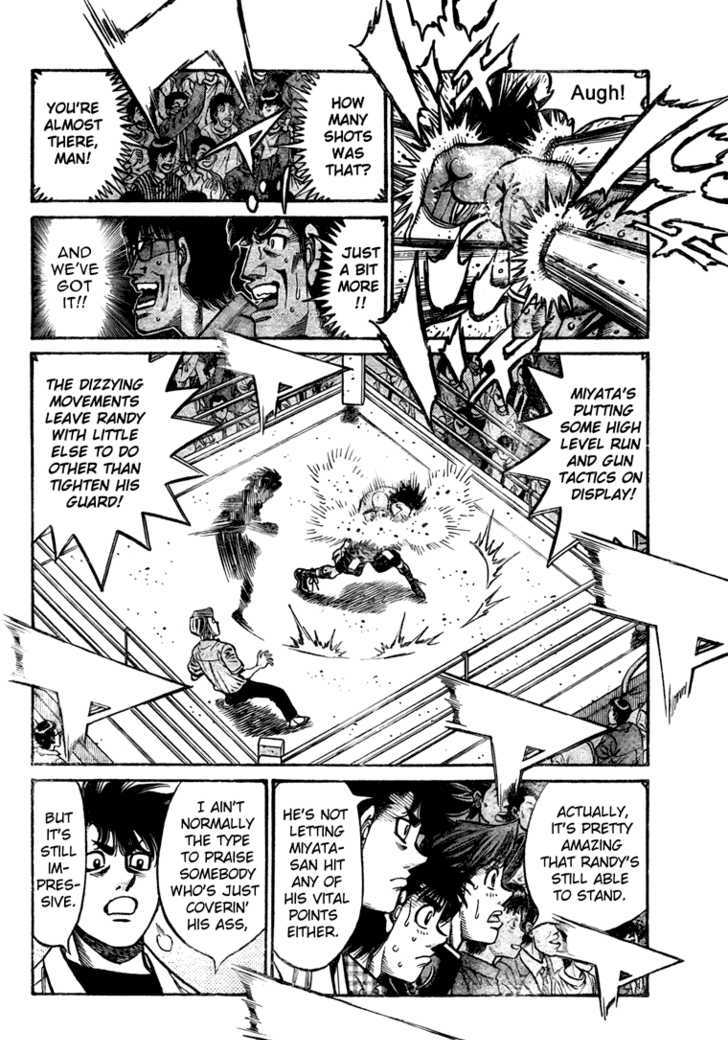 Augh!
HOW
MANY
SHOTS
WAS
THAT?
YOU'RE
ALMOST
THERE,
MAN!
JUST
A BIT
MORE
!!
AND
WE'VE
GOT
IT!!
MIYATA'S
PUTTING
SOME HIGH
LEVEL RUN
AND GUN
TACTICS ON
DISPLAY!
THE DIZZYING
MOVEMENTS
LEAVE RANDY
WITH LITTLE
ELSE TO DO
OTHER THAN
TIGHTEN HIS
GUARD!
ACTUALLY,
IT'S PRETTY
AMAZING
THAT RANDY'S
STILL ABLE
TO STAND.
HE'S NOT
LETTING
MIYATA-
SAN HIT
ANY OF
HIS VITAL
POINTS
EITHER.
I AIN'T
NORMALLY
THE TYPE
TO PRAISE
SOMEBODY
WHO'S JUST
COVERIN'
HIS ASS,
BUT
IT'S
STILL
IM-
PRES-
SIVE.